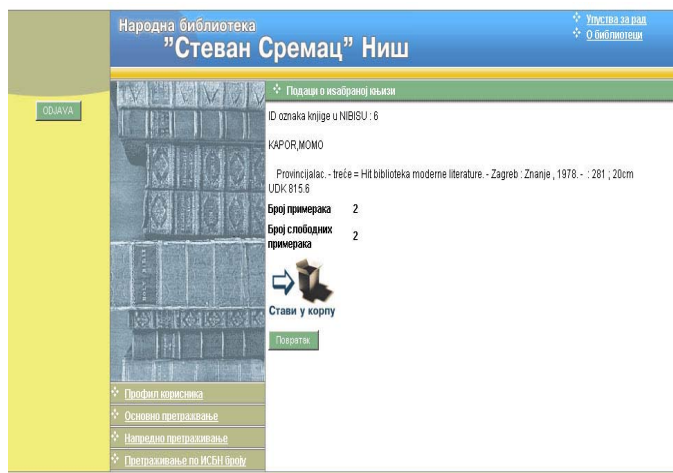 Народна библиотека
”Стеван Сремац” Ниш
Упуства за рад
О библиотеци
ODJAVA
Подаци о иѕабраној књизи
ID oznaka knjige u NIBISU : 6
KAPOR,MOMO
Provincijalac. - treće = Hit biblioteka moderne literature. - Zagreb : Znanje , 1978. - : 281 ; 20cm
UDK 815.6
Број примерака 2
Број слободних
примерака 2
Стави у корпу
Повратак
Профил корисника
Основно претраживање
Напредно претраживање
Претраживање по ИСБН броју